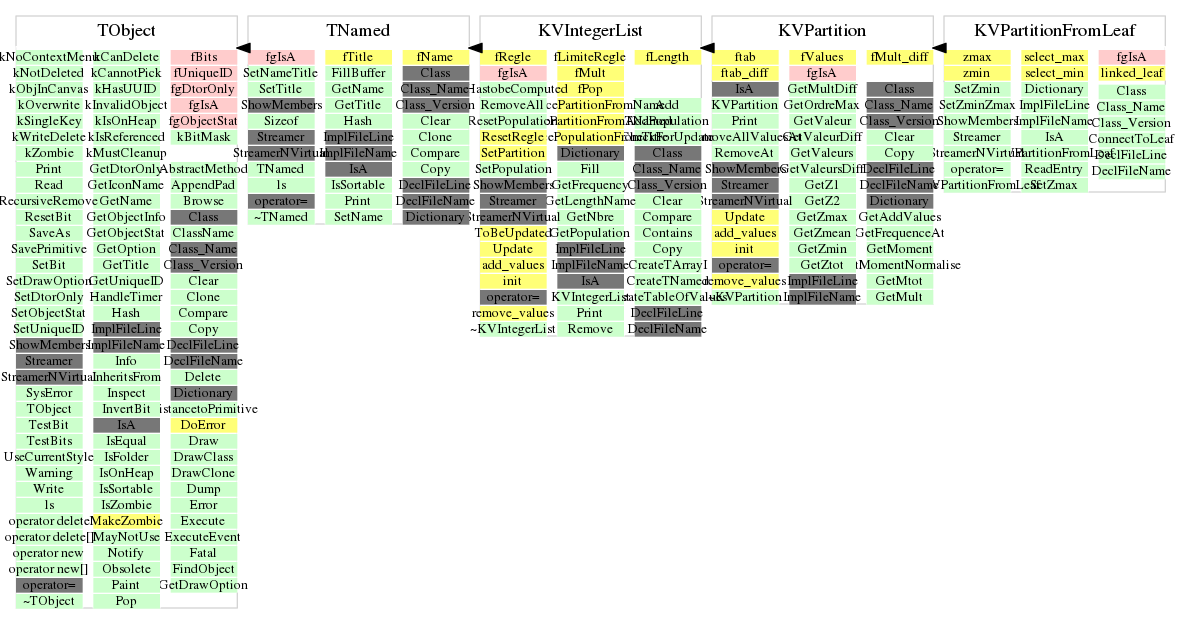 TObject
kNoContextMenu kCanDelete fBits
kNotDeleted kCannotPick fUniqueID
kObjInCanvas kHasUUID fgDtorOnly
kOverwrite kInvalidObject fgIsA
kSingleKey kIsOnHeap fgObjectStat
kWriteDelete kIsReferenced kBitMask
kZombie kMustCleanup
Print GetDtorOnly AbstractMethod
Read GetIconName AppendPad
RecursiveRemove GetName Browse
ResetBit GetObjectInfo Class
SaveAs GetObjectStat ClassName
SavePrimitive GetOption Class_Name
SetBit GetTitle Class_Version
SetDrawOption GetUniqueID Clear
SetDtorOnly HandleTimer Clone
SetObjectStat Hash Compare
SetUniqueID ImplFileLine Copy
ShowMembers ImplFileName DeclFileLine
Streamer Info DeclFileName
StreamerNVirtual InheritsFrom Delete
SysError Inspect Dictionary
TObject InvertBit istancetoPrimitive
TestBit IsA DoError
TestBits IsEqual Draw
UseCurrentStyle IsFolder DrawClass
Warning IsOnHeap DrawClone
Write IsSortable Dump
ls IsZombie Error
operator delete MakeZombie Execute
operator delete[] MayNotUse ExecuteEvent
operator new Notify Fatal
operator new[] Obsolete FindObject
operator= Paint GetDrawOption
~TObject Pop
TNamed
fgIsA fTitle fName
SetNameTitle FillBuffer Class
SetTitle GetName Class_Name
ShowMembers GetTitle Class_Version
Sizeof Hash Clear
Streamer ImplFileLine Clone
StreamerNVirtual ImplFileName Compare
TNamed IsA Copy
ls IsSortable DeclFileLine
operator= Print DeclFileName
~TNamed SetName Dictionary
KVIntegerList
fRegle fLimiteRegle fLength
fgIsA fMult
HastobeComputed fPop
RemoveAll cePartitionFromName Add
ResetPopulation
ResetRegle
SetPartition Dictionary Class
SetPopulation Fill Class_Name
ShowMembers GetFrequency Class_Version
Streamer GetLengthName Clear
StreamerNVirtual GetNbre Compare
ToBeUpdated GetPopulation Contains
Update ImplFileLine Copy
add_values ImplFileName CreateTArrayI
init IsA CreateTNamed
operator= KVIntegerList
remove_values Print DeclFileLine
~KVIntegerList Remove DeclFileName
KVPartition
ftab fValues fMult_diff
ftab_diff fgIsA
IsA GetMultDiff Class
KVPartition GetOrdreMax Class_Name
Print GetValeur Class_Version
GetValeurDiff Clear
RemoveAt GetValeurs Copy
ShowMembers GetValeursDiff DeclFileLine
Streamer GetZ1 DeclFileName
StreamerNVirtual GetZ2 Dictionary
Update GetZmax GetAddValues
add_values GetZmean GetFrequenceAt
init GetZmin GetMoment
operator= GetZtot tMomentNormalise
remove_values ImplFileLine GetMtot
~KVPartition ImplFileName GetMult
KVPartitionFromLeaf
zmax select_max fgIsA
zmin select_min linked_leaf
SetZmin Dictionary Class
SetZminZmax ImplFileLine Class_Name
ShowMembers ImplFileName Class_Version
Streamer IsA ConnectToLeaf
StreamerNVirtual DeclFileLine
operator= ReadEntry DeclFileName
SetZmax